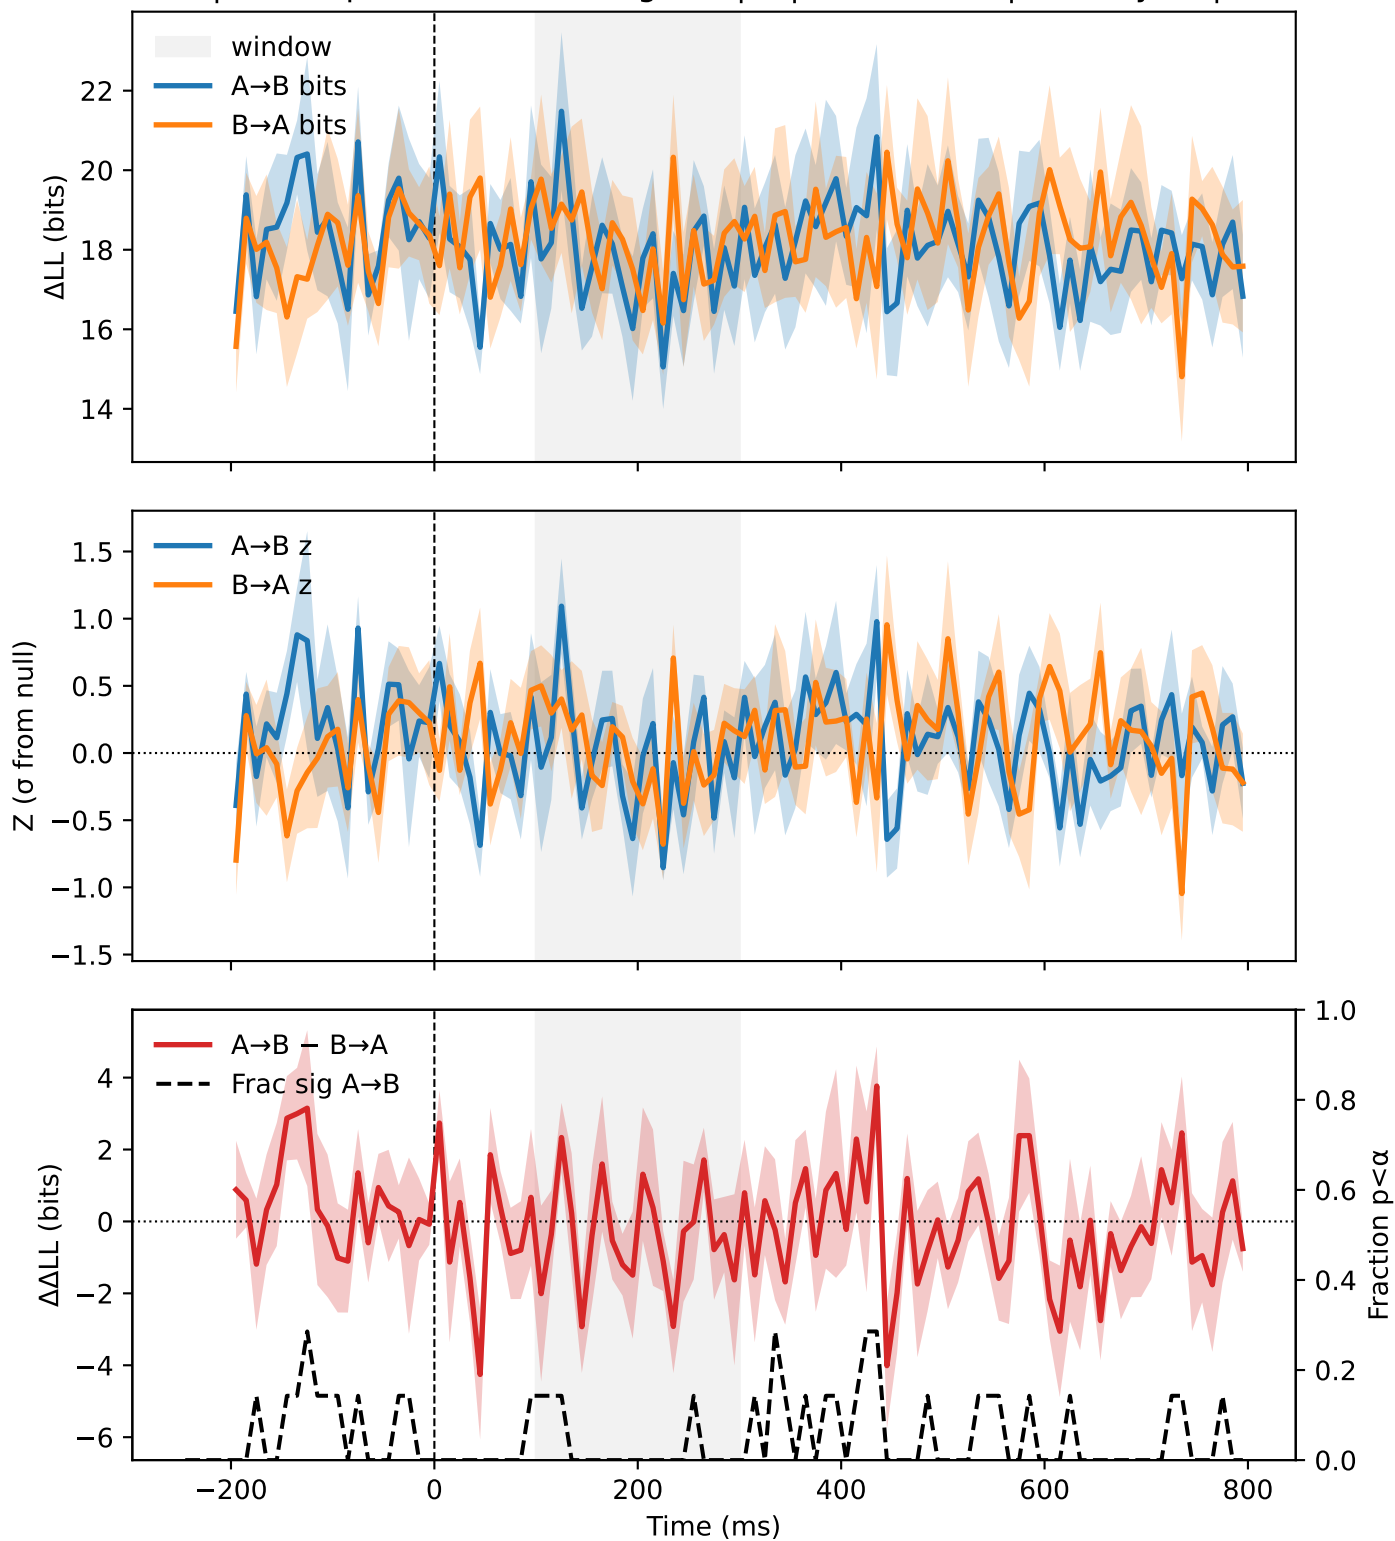 window
A→B bits
B→A bits
ΔLL (bits)
22
20
18
16
14
A→B z
B→A z
Z (σ from null)
1.5
1.0
0.5
0.0
−0.5
−1.0
−1.5
A→B − B→A
Frac sig A→B
ΔΔLL (bits)
4
2
0
−2
−4
−6
1.0
0.8
0.6
0.4
0.2
0.0
Fraction p<α
−200
0
200
400
600
800
Time (ms)